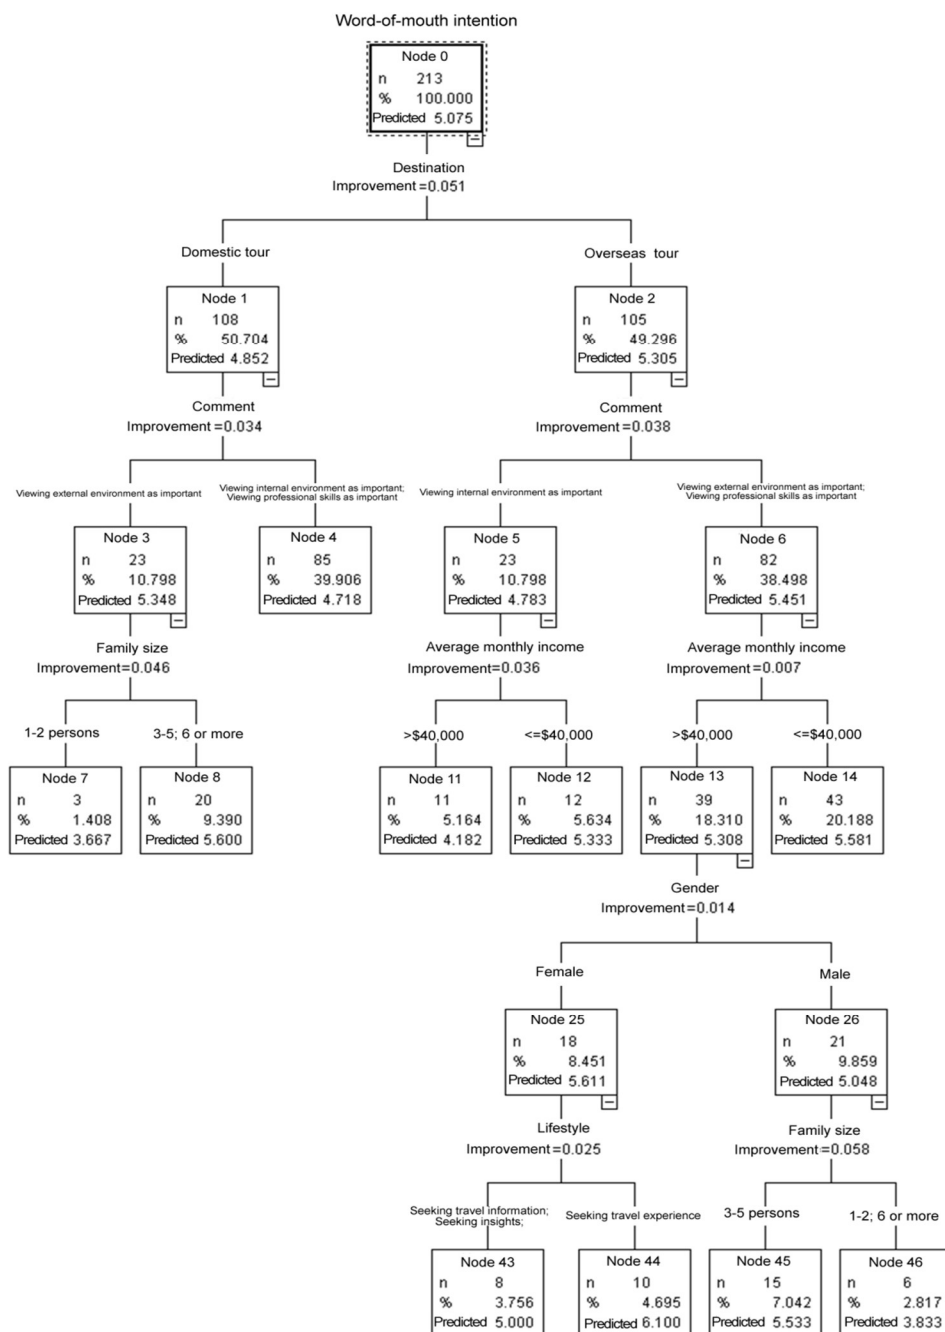 Word-of-mouth intention
Node 0
n 213
% 100.000
Predicted 5.075
Destination
Improvement=0.051
Domestic tour
Overseas tour
Node 1
n 108
% 50.704
Predicted 4.852
Node 2
n 105
% 49.296
Predicted 5.305
Comment
Improvement=0.034
Comment
Improvement=0.038
Viewing external environment as important
Viewing internal environment as important;
Viewing professional skills as important
Viewing internal environment as important
Viewing external environment as important;
Viewing professional skills as important
Node 3
n 23
% 10.798
Predicted 5.348
Node 4
n 85
% 39.906
Predicted 4.718
Node 5
n 23
% 10.798
Predicted 4.783
Node 6
n 82
% 38.498
Predicted 5.451
Family size
Improvement=0.046
Average monthly income
Improvement=0.036
Average monthly income
Improvement=0.007
1-2 persons
3-5; 6 or more
>$40,000
<=$40,000
>$40,000
<=$40,000
Node 7
n 3
% 1.408
Predicted 3.667
Node 8
n 20
% 9.390
Predicted 5.600
Node 11
n 11
% 5.164
Predicted 4.182
Node 12
n 12
% 5.634
Predicted 5.333
Node 13
n 39
% 18.310
Predicted 5.308
Node 14
n 43
% 20.188
Predicted 5.581
Gender
Improvement=0.014
Female
Male
Node 25
n 18
% 8.451
Predicted 5.611
Node 26
n 21
% 9.859
Predicted 5.048
Lifestyle
Improvement=0.025
Family size
Improvement=0.058
Seeking travel information;
Seeking insights;
Seeking travel experience
3-5 persons
1-2; 6 or more
Node 43
n 8
% 3.756
Predicted 5.000
Node 44
n 10
% 4.695
Predicted 6.100
Node 45
n 15
% 7.042
Predicted 5.533
Node 46
n 6
% 2.817
Predicted 3.833